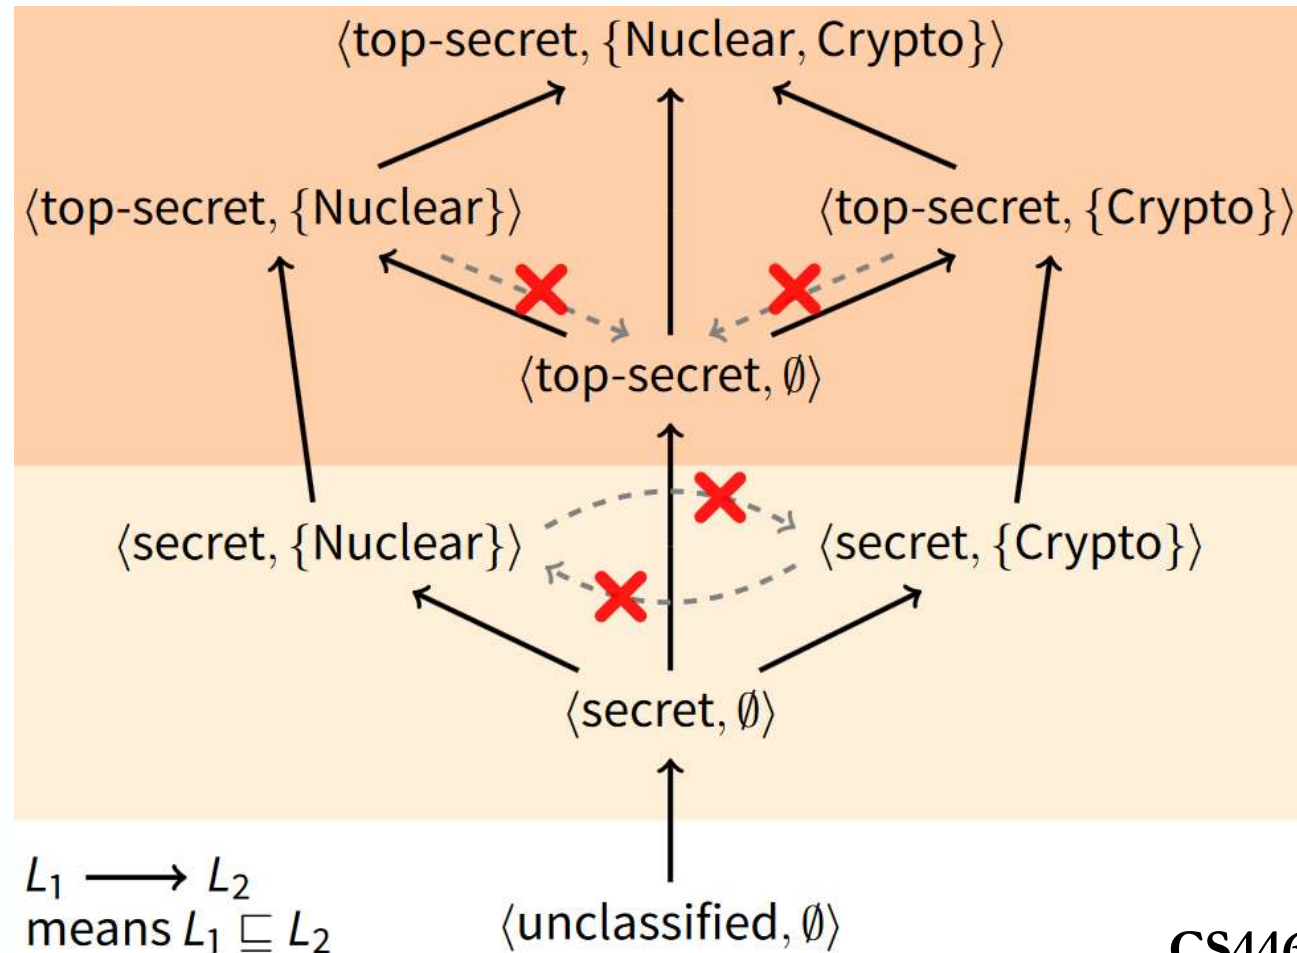 ⟨top-secret, {Nuclear, Crypto}⟩
⟨top-secret, {Nuclear}⟩
⟨top-secret, {Crypto}⟩
⟨top-secret, ∅⟩
⟨secret, {Nuclear}⟩
⟨secret, {Crypto}⟩
⟨secret, ∅⟩
L₁ ⟶ L₂
means L₁ ⊑ L₂
⟨unclassified, ∅⟩
CS446